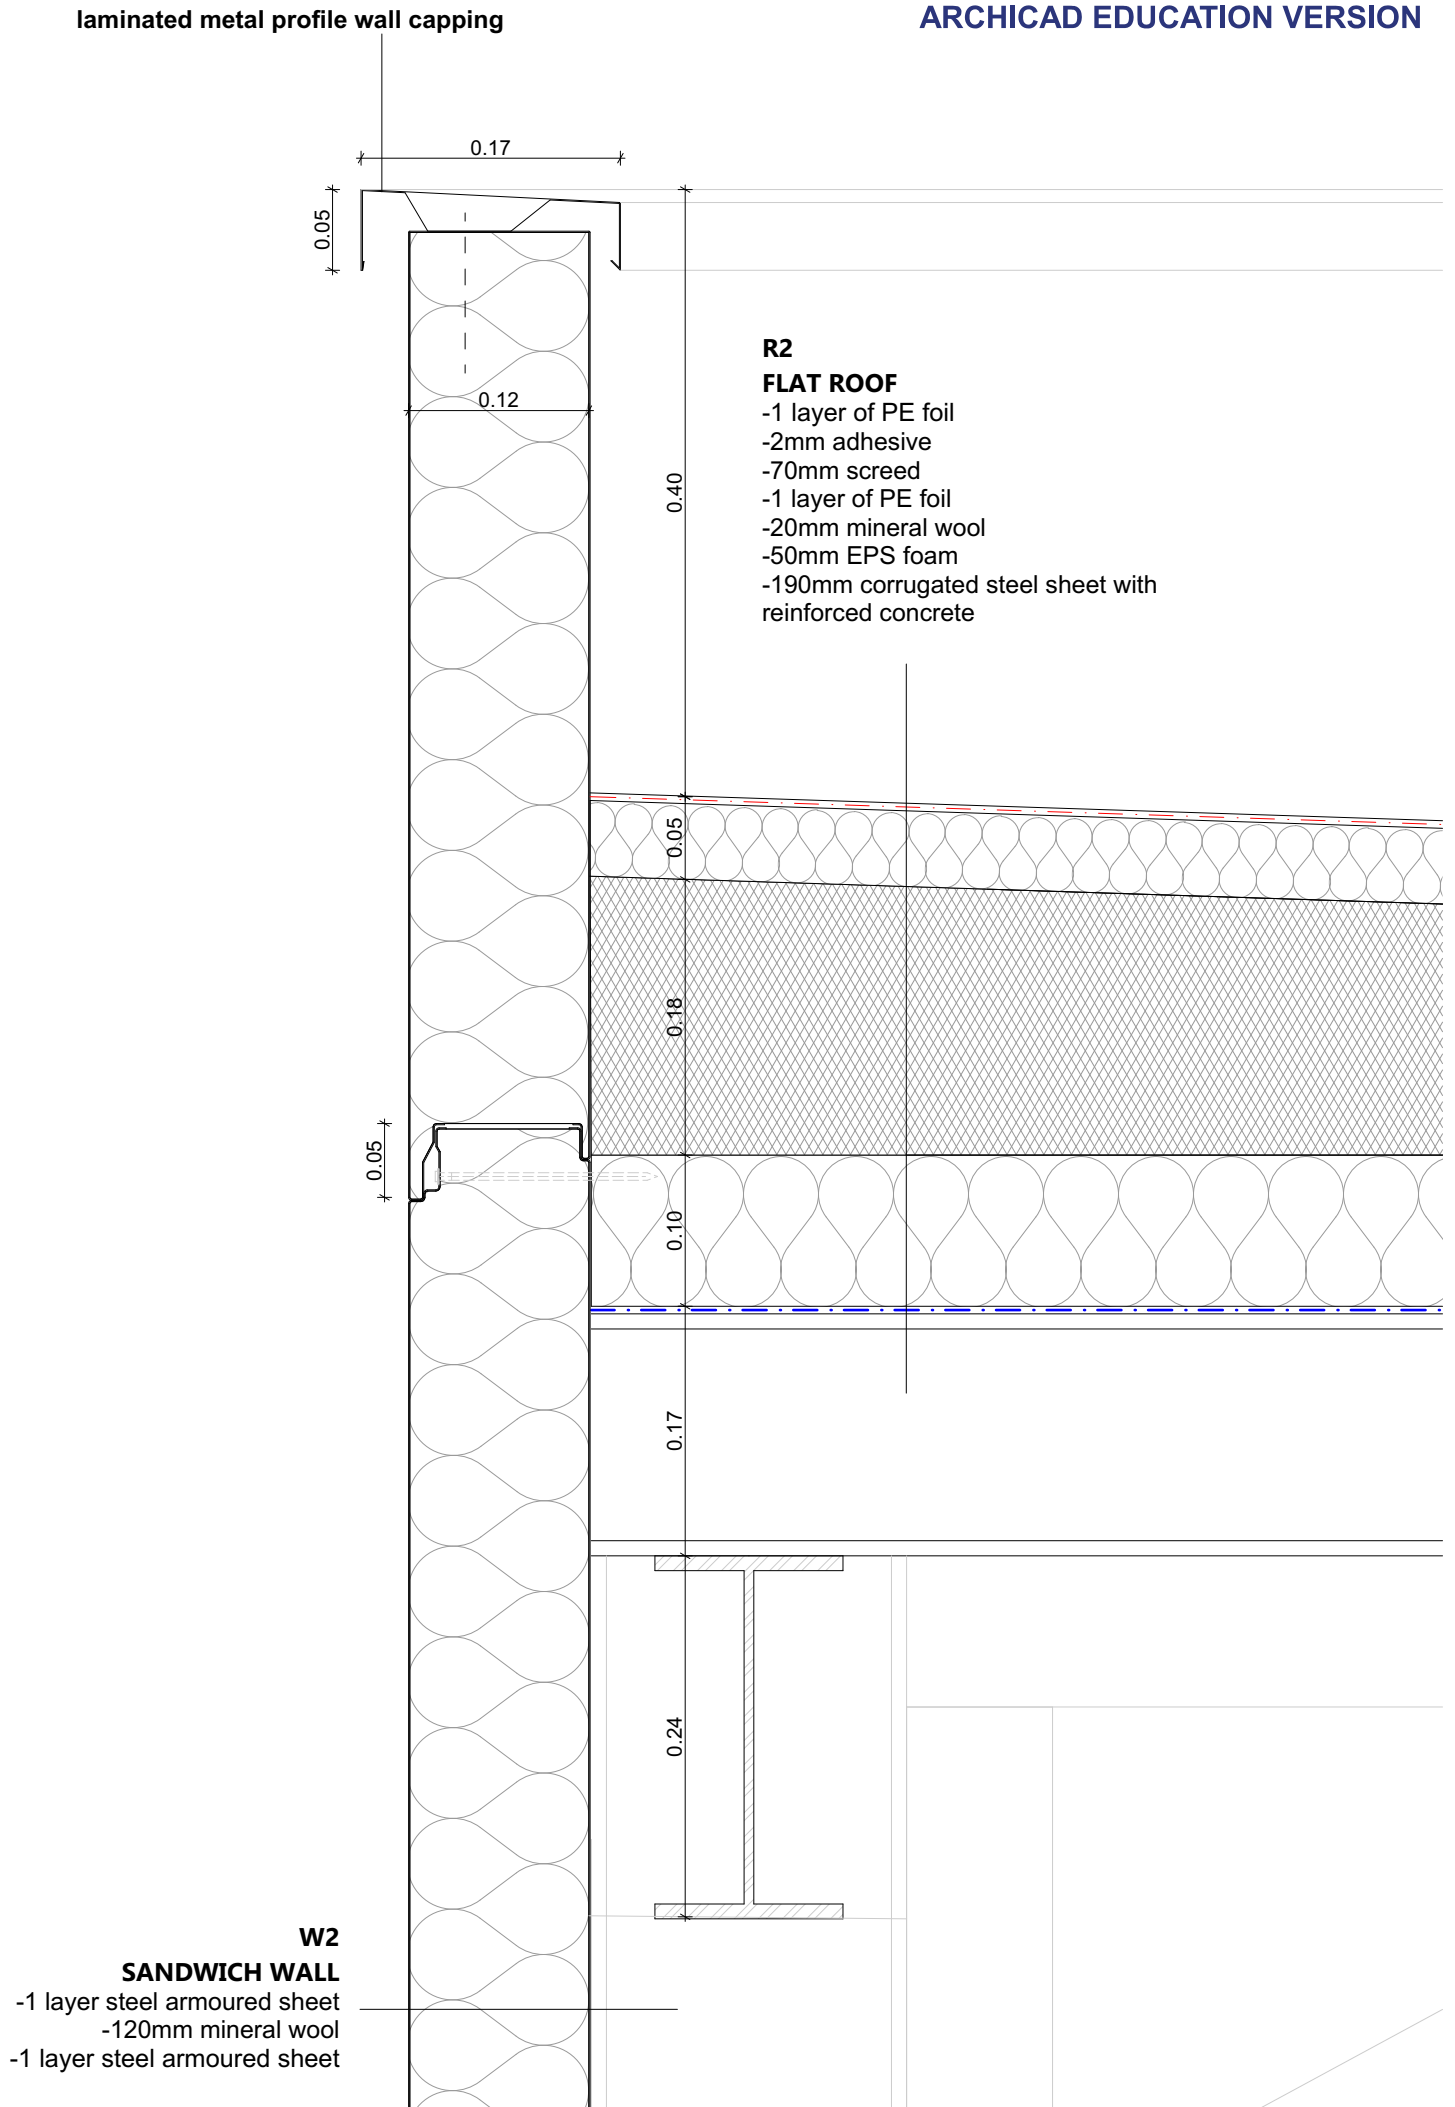 laminated metal profile wall capping
ARCHICAD EDUCATION VERSION
0.17
0.05
R2
FLAT ROOF
-1 layer of PE foil
-2mm adhesive
-70mm screed
-1 layer of PE foil
-20mm mineral wool
-50mm EPS foam
-190mm corrugated steel sheet with
reinforced concrete
0.12
0.40
0.05
0.18
0.05
0.10
0.17
0.24
W2
SANDWICH WALL
-1 layer steel armoured sheet
-120mm mineral wool
-1 layer steel armoured sheet